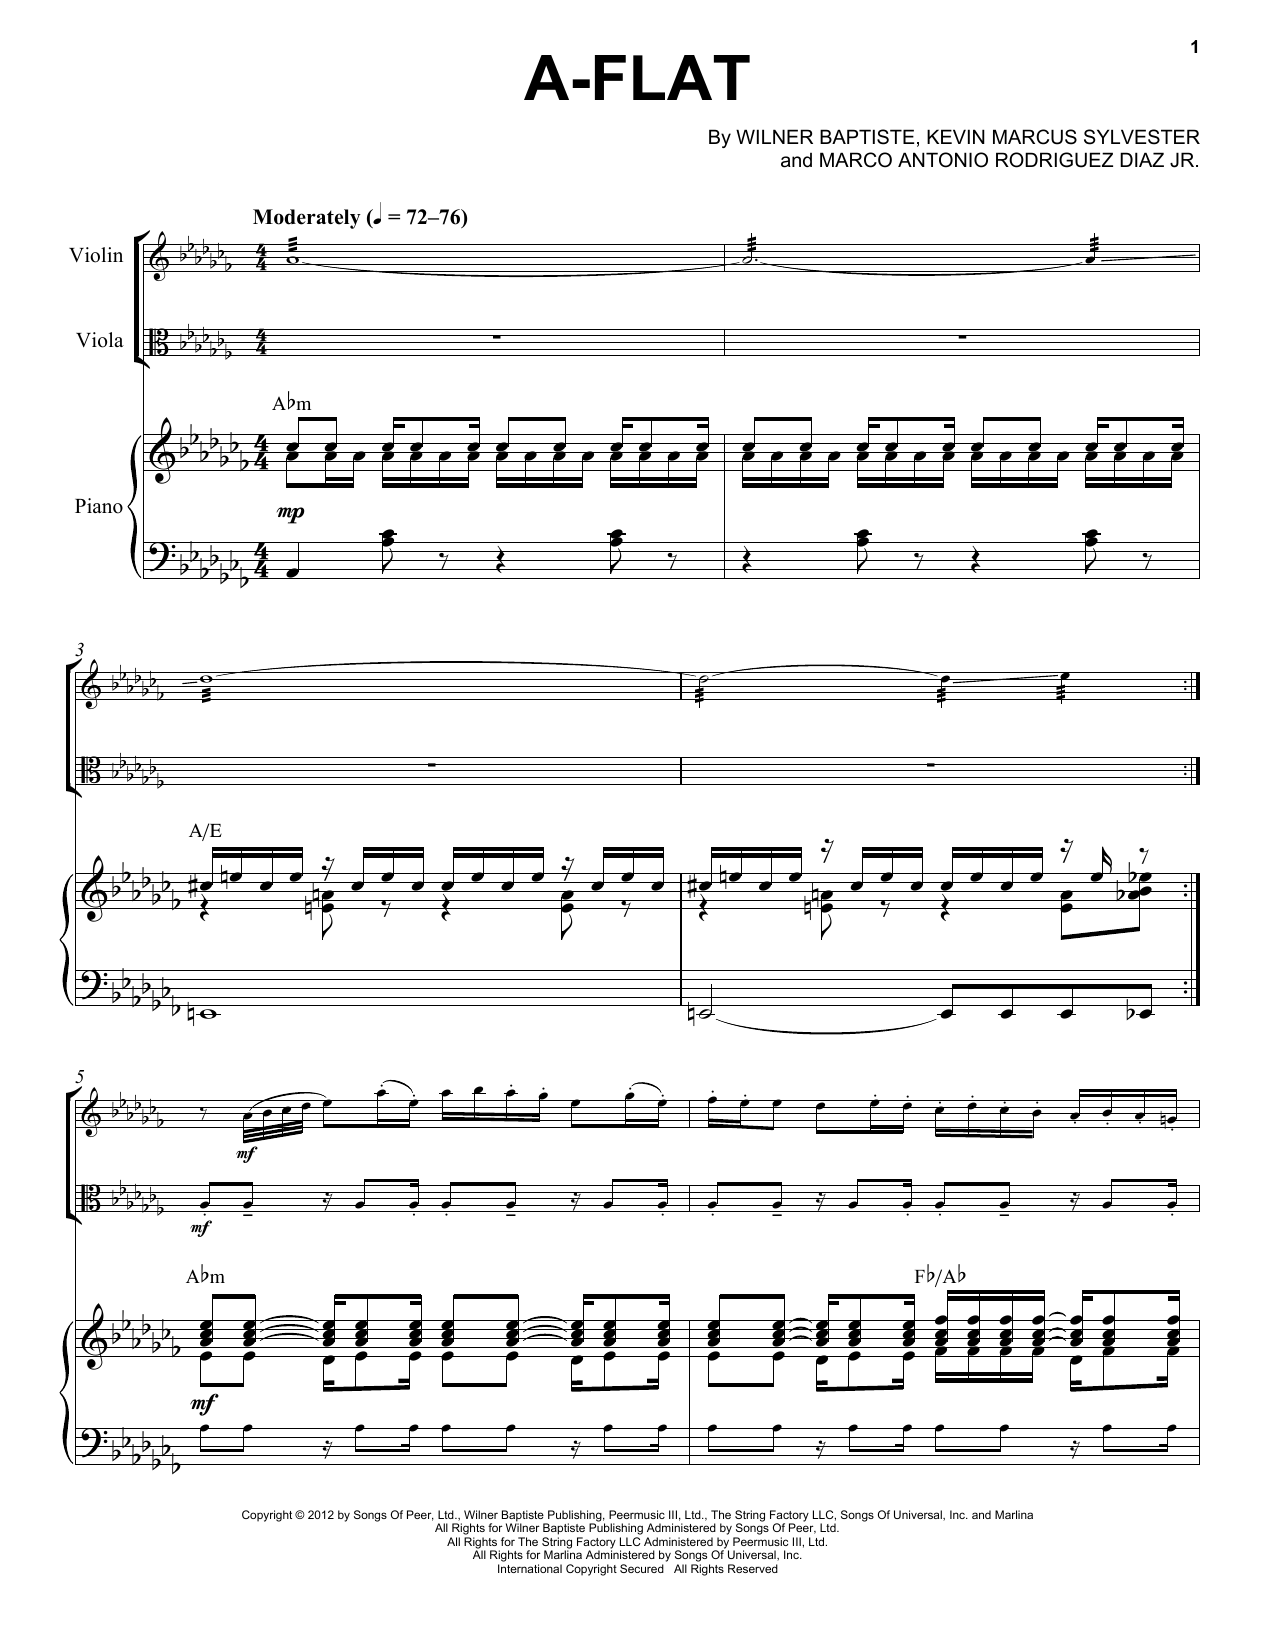 1
A-FLAT
By WILNER BAPTISTE, KEVIN MARCUS SYLVESTER
and MARCO ANTONIO RODRIGUEZ DIAZ JR.
Moderately (♩ = 72–76)
Violin
Viola
A♭m
Piano
mp
3
A/E
5
mf
mf
A♭m
F♭/A♭
mf
Copyright © 2012 by Songs Of Peer, Ltd., Wilner Baptiste Publishing, Peermusic III, Ltd., The String Factory LLC, Songs Of Universal, Inc. and Marlina
All Rights for Wilner Baptiste Publishing Administered by Songs Of Peer, Ltd.
All Rights for The String Factory LLC Administered by Peermusic III, Ltd.
All Rights for Marlina Administered by Songs Of Universal, Inc.
International Copyright Secured All Rights Reserved